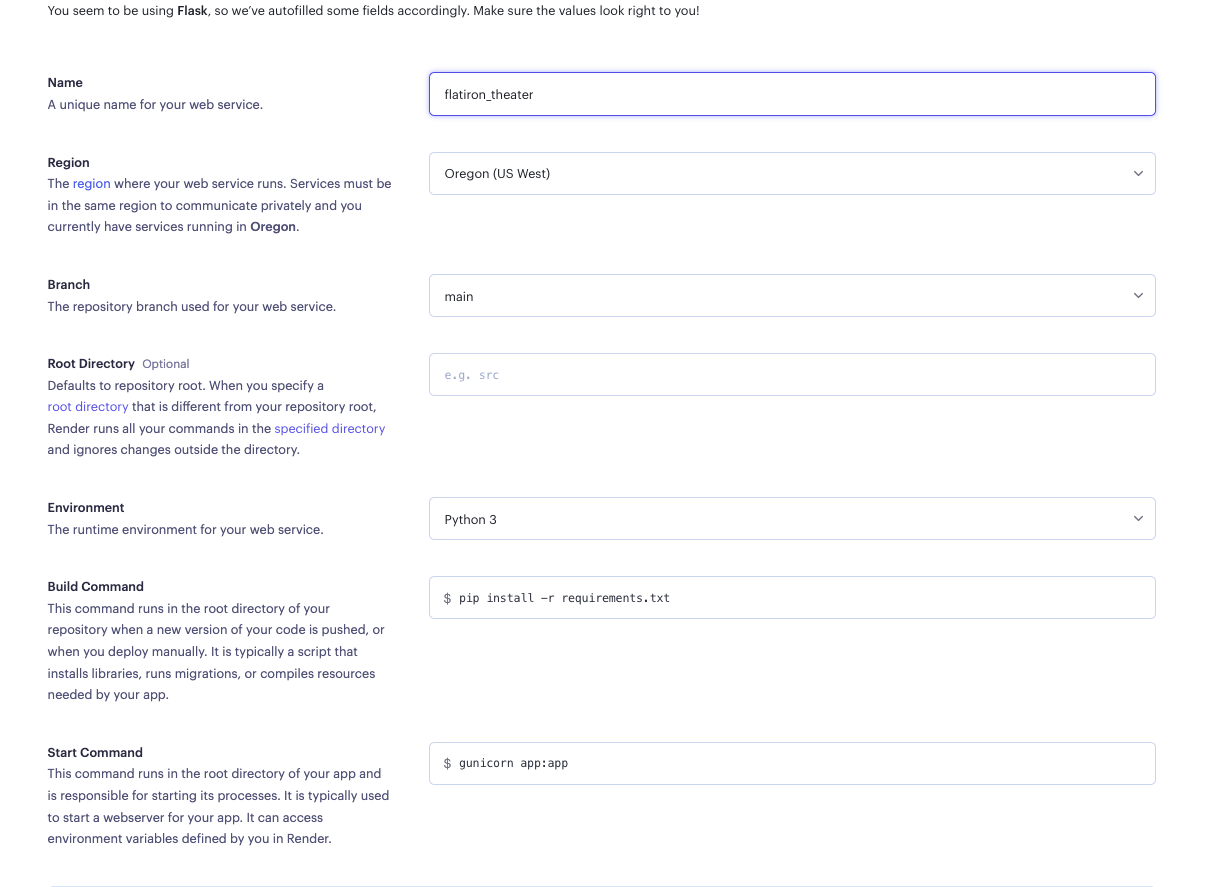 You seem to be using Flask, so we've autofilled some fields accordingly. Make sure the values look right to you!
Name
A unique name for your web service.
flatiron_theater
Region
The region where your web service runs. Services must be
in the same region to communicate privately and you
currently have services running in Oregon.
Oregon (US West)
Branch
The repository branch used for your web service.
main
Root Directory Optional
Defaults to repository root. When you specify a
root directory that is different from your repository root,
Render runs all your commands in the specified directory
and ignores changes outside the directory.
e.g. src
Environment
The runtime environment for your web service.
Python 3
Build Command
This command runs in the root directory of your
repository when a new version of your code is pushed, or
when you deploy manually. It is typically a script that
installs libraries, runs migrations, or compiles resources
needed by your app.
$ pip install -r requirements.txt
Start Command
This command runs in the root directory of your app and
is responsible for starting its processes. It is typically used
to start a webserver for your app. It can access
environment variables defined by you in Render.
$ gunicorn app:app